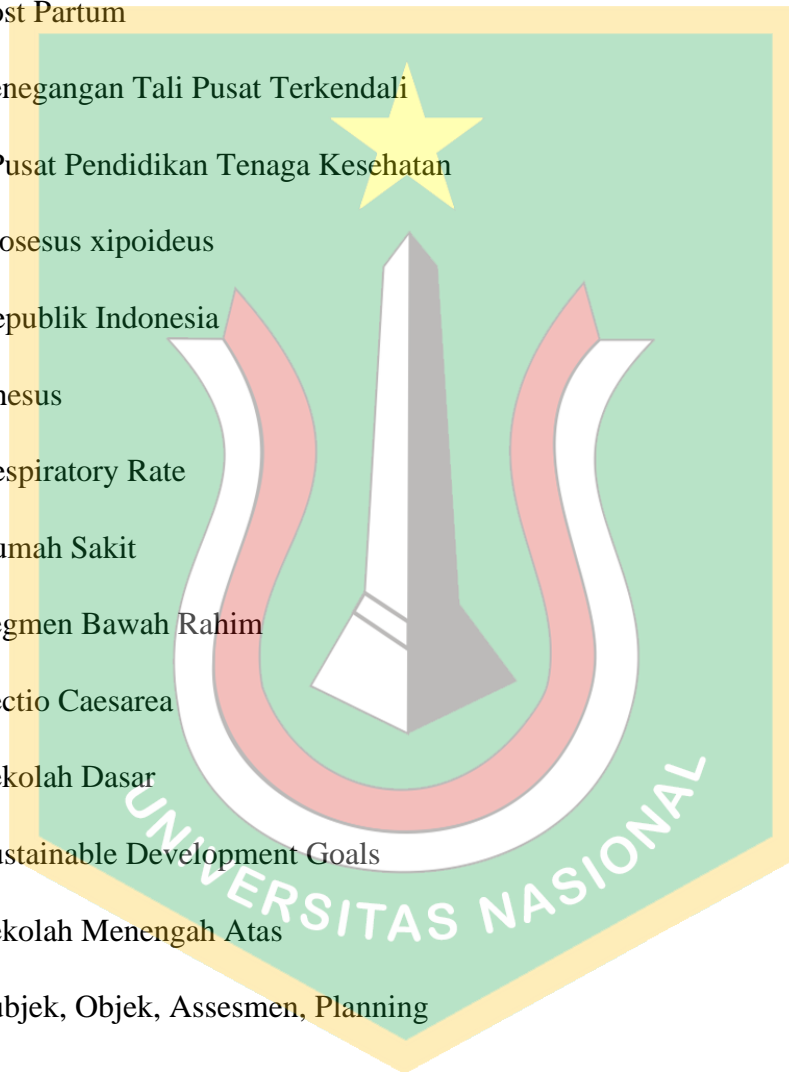 ost Partum
enegangan Tali Pusat Terkendali
Pusat Pendidikan Tenaga Kesehatan
osesus xipoideus
epublik Indonesia
hesus
espiratory Rate
umah Sakit
egmen Bawah Rahim
ectio Caesarea
ekolah Dasar
ustainable Development Goals
ekolah Menengah Atas
ubjek, Objek, Assesmen, Planning
UNIVERSITAS NASIONAL